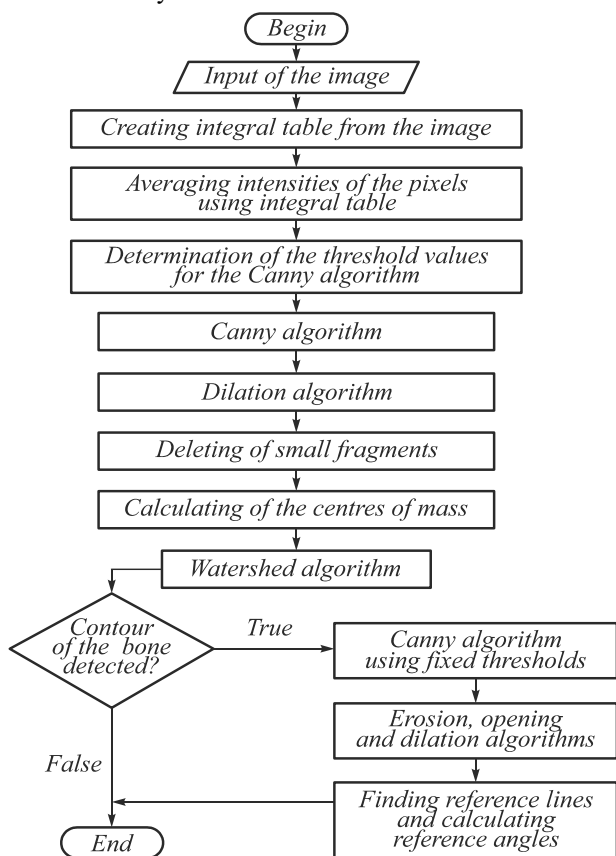 Begin
Input of the image
Creating integral table from the image
Averaging intensities of the pixels
using integral table
Determination of the threshold values
for the Canny algorithm
Canny algorithm
Dilation algorithm
Deleting of small fragments
Calculating of the centres of mass
Watershed algorithm
Contour
of the bone
detected?
True
Canny algorithm
using fixed thresholds
Erosion, opening
and dilation algorithms
False
Finding reference lines
and calculating
reference angles
End